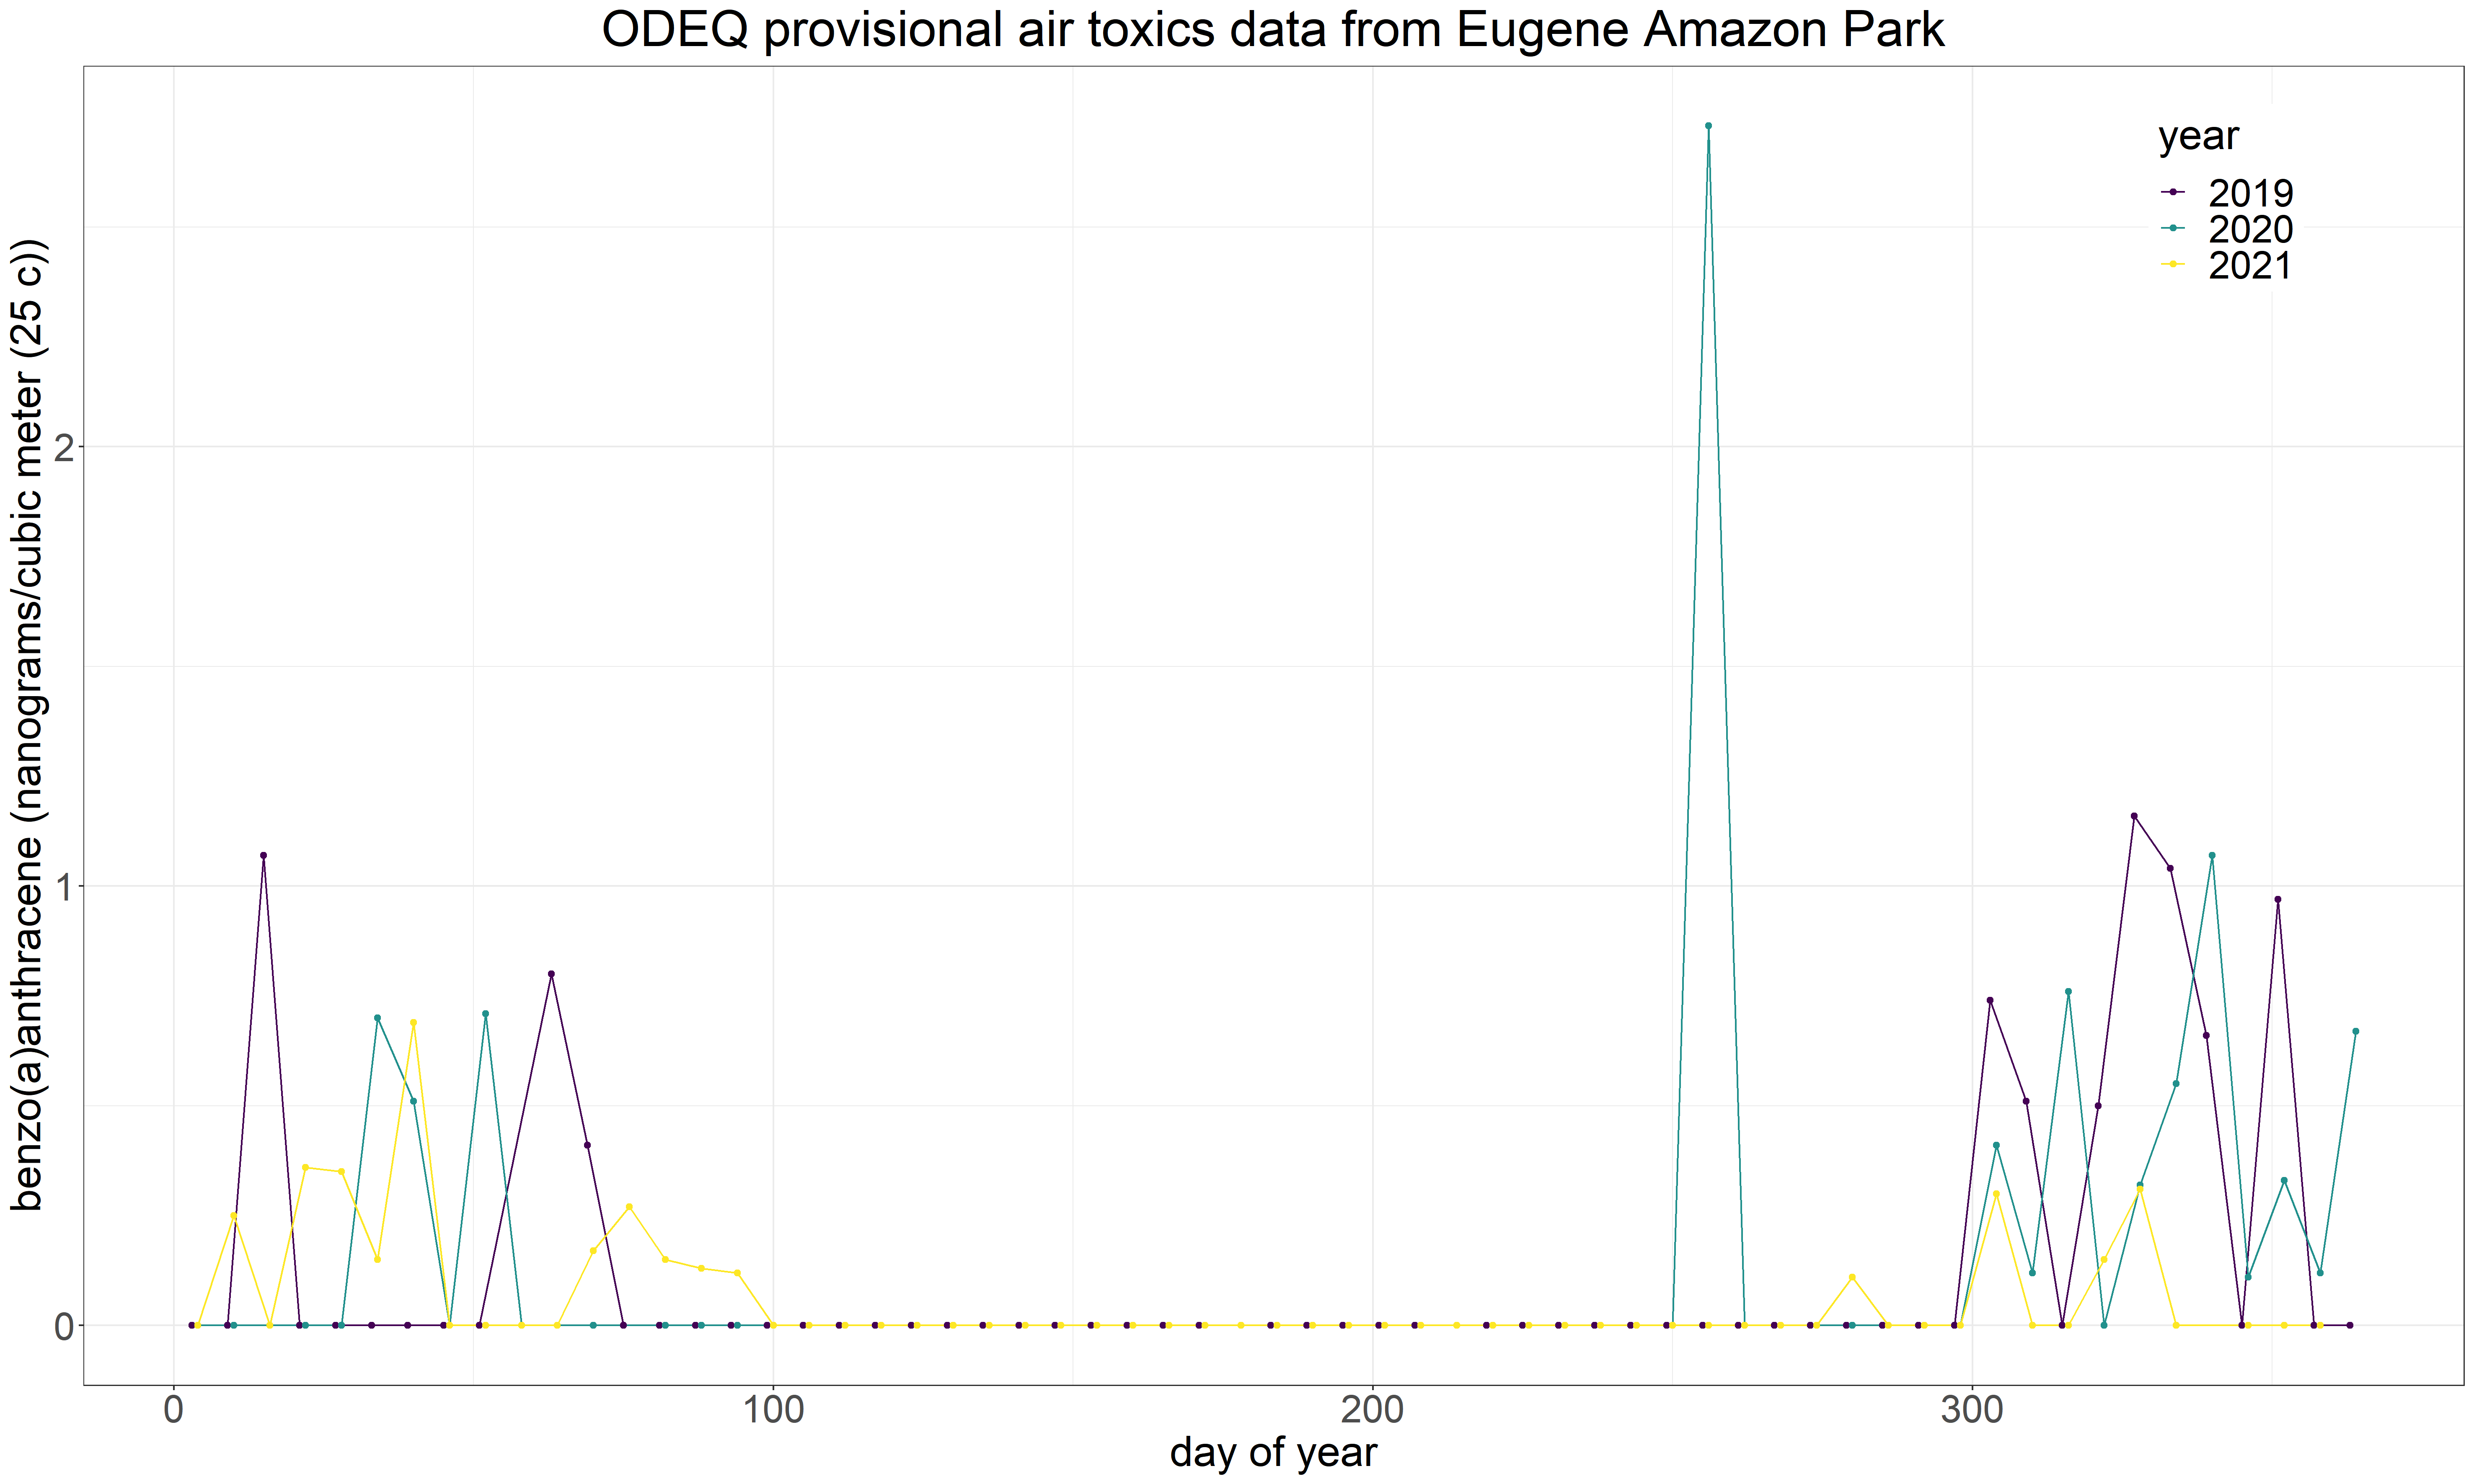 ODEQ provisional air toxics data from Eugene Amazon Park
benzo(a)anthracene (nanograms/cubic meter (25 c))
2
1
0
year
2019
2020
2021
0 100 200 300
day of year